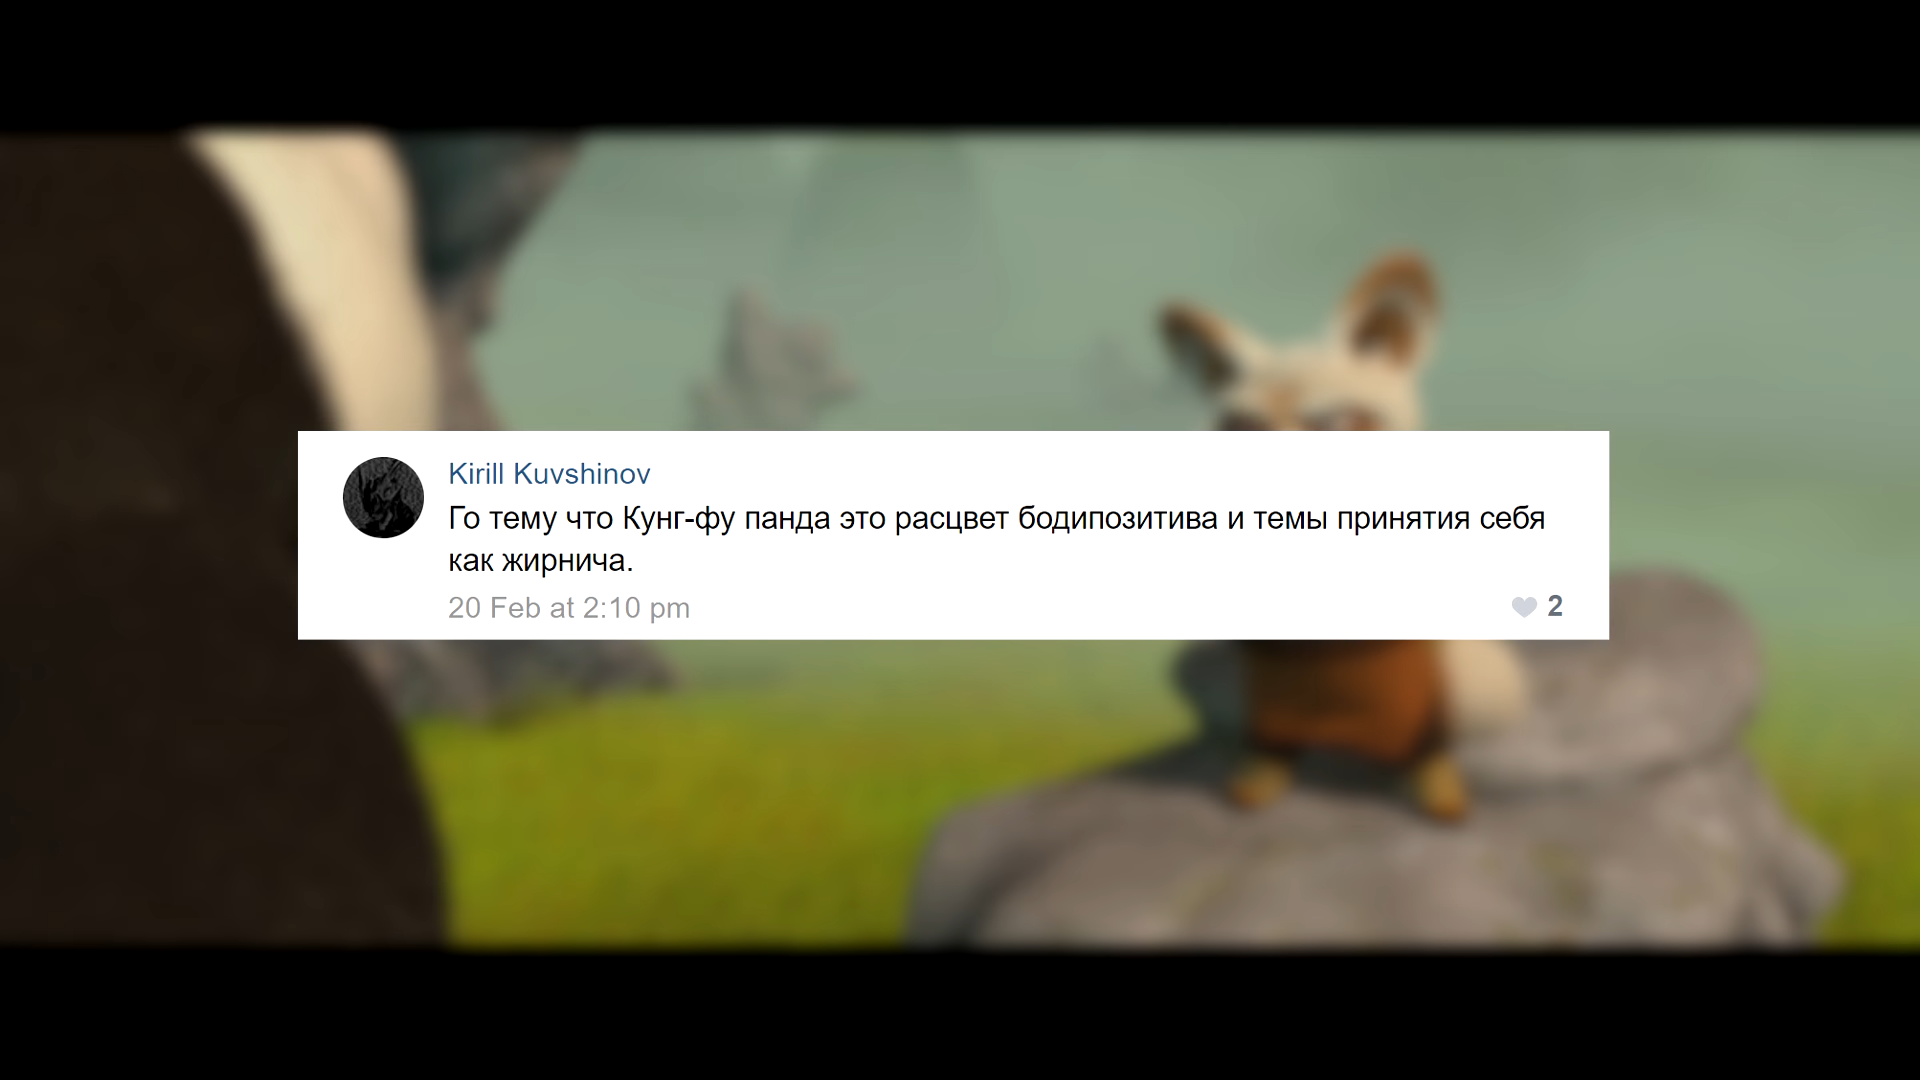 Kirill Kuvshinov
Го тему что Кунг-фу панда это расцвет бодипозитива и темы принятия себя
как жирнича.
20 Feb at 2:10 pm
2